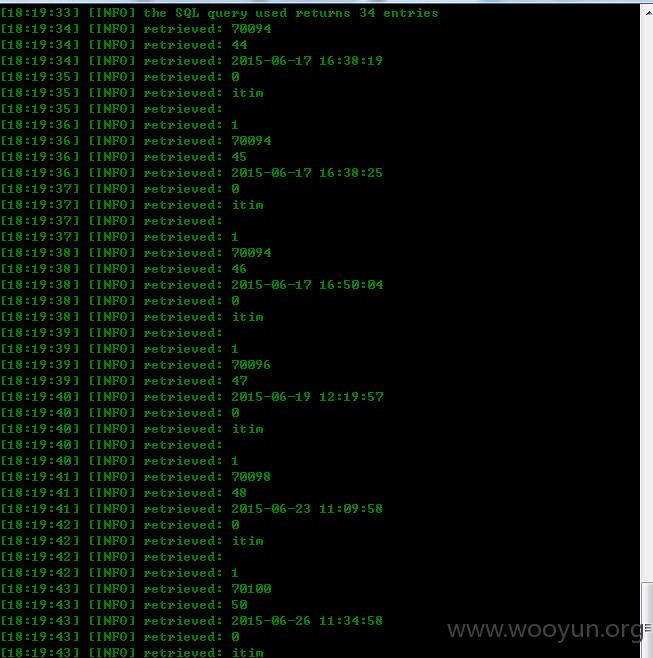 [18:19:33] [INFO] the SQL query used returns 34 entries
[18:19:34] [INFO] retrieved: 70094
[18:19:34] [INFO] retrieved: 44
[18:19:34] [INFO] retrieved: 2015-06-17 16:38:19
[18:19:35] [INFO] retrieved: 0
[18:19:35] [INFO] retrieved: itim
[18:19:35] [INFO] retrieved:
[18:19:36] [INFO] retrieved: 1
[18:19:36] [INFO] retrieved: 70094
[18:19:36] [INFO] retrieved: 45
[18:19:36] [INFO] retrieved: 2015-06-17 16:38:25
[18:19:37] [INFO] retrieved: 0
[18:19:37] [INFO] retrieved: itim
[18:19:37] [INFO] retrieved:
[18:19:37] [INFO] retrieved: 1
[18:19:38] [INFO] retrieved: 70094
[18:19:38] [INFO] retrieved: 46
[18:19:38] [INFO] retrieved: 2015-06-17 16:50:04
[18:19:38] [INFO] retrieved: 0
[18:19:38] [INFO] retrieved: itim
[18:19:39] [INFO] retrieved:
[18:19:39] [INFO] retrieved: 1
[18:19:39] [INFO] retrieved: 70096
[18:19:39] [INFO] retrieved: 47
[18:19:40] [INFO] retrieved: 2015-06-19 12:19:57
[18:19:40] [INFO] retrieved: 0
[18:19:40] [INFO] retrieved: itim
[18:19:40] [INFO] retrieved:
[18:19:40] [INFO] retrieved: 1
[18:19:41] [INFO] retrieved: 70098
[18:19:41] [INFO] retrieved: 48
[18:19:41] [INFO] retrieved: 2015-06-23 11:09:58
[18:19:42] [INFO] retrieved: 0
[18:19:42] [INFO] retrieved: itim
[18:19:42] [INFO] retrieved:
[18:19:42] [INFO] retrieved: 1
[18:19:43] [INFO] retrieved: 70100
[18:19:43] [INFO] retrieved: 50
[18:19:43] [INFO] retrieved: 2015-06-26 11:34:58
[18:19:43] [INFO] retrieved: 0
[18:19:43] [INFO] retrieved: itim
www.wooyun.org